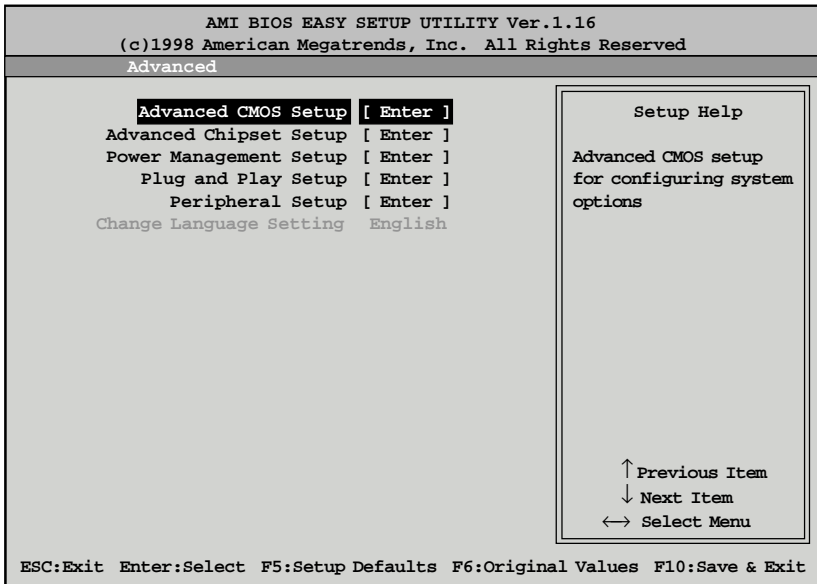 AMI BIOS EASY SETUP UTILITY Ver.1.16
(c)1998 American Megatrends, Inc. All Rights Reserved
Advanced
Advanced CMOS Setup [ Enter ]
Advanced Chipset Setup [ Enter ]
Power Management Setup [ Enter ]
Plug and Play Setup [ Enter ]
Peripheral Setup [ Enter ]
Change Language Setting English
Setup Help
Advanced CMOS setup
for configuring system
options
↑ Previous Item
↓ Next Item
↔ Select Menu
ESC:Exit Enter:Select F5:Setup Defaults F6:Original Values F10:Save & Exit